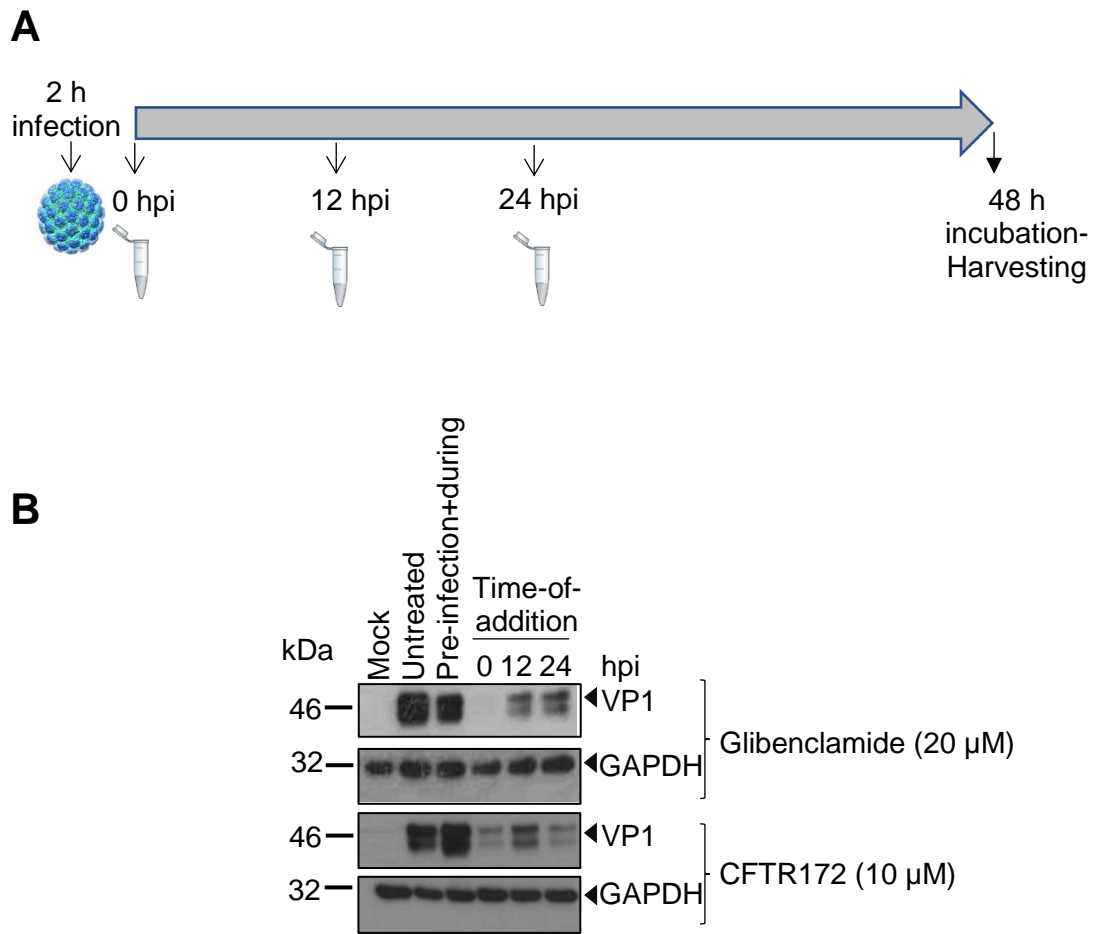 A
2 h
infection
0 hpi
12 hpi
24 hpi
48 h
incubation-
Harvesting
B
kDa
Mock
Untreated
Pre-infection+during
Time-of-
addition
0 12 24 hpi
46
VP1
32
GAPDH
Glibenclamide (20 µM)
46
VP1
32
GAPDH
CFTR172 (10 µM)